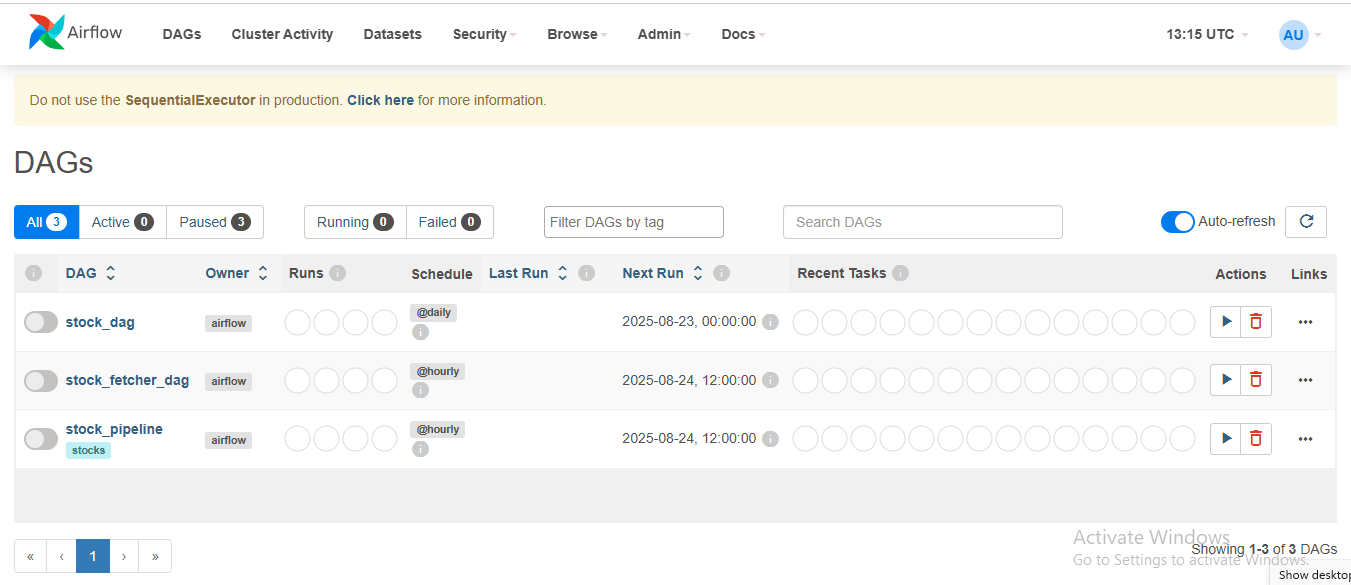 Airflow DAGs Cluster Activity Datasets Security Browse Admin Docs 13:15 UTC AU
Do not use the SequentialExecutor in production. Click here for more information.
DAGs
All 3 Active 0 Paused 3 Running 0 Failed 0 Filter DAGs by tag Search DAGs Auto-refresh
i DAG Owner Runs i Schedule Last Run i Next Run i Recent Tasks i Actions Links
stock_dag airflow @daily i 2025-08-23, 00:00:00 i
stock_fetcher_dag airflow @hourly i 2025-08-24, 12:00:00 i
stock_pipeline airflow @hourly i 2025-08-24, 12:00:00 i
stocks
« ‹ 1 › »
Activate Windows
Showing 1-3 of 3 DAGs
Go to Settings to activate Windows.
Show desktop